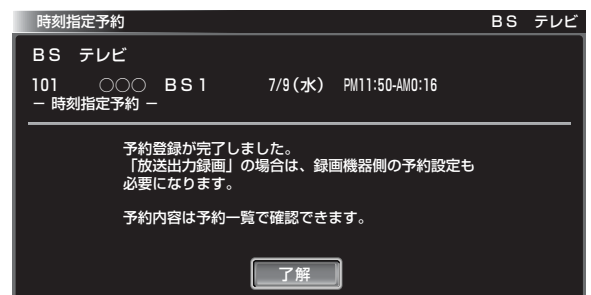 時刻指定予約 BS テレビ
BS テレビ
101 ○○○ BS1 7/9(水) PM11:50-AM0:16
ー 時刻指定予約 ー
予約登録が完了しました。
「放送出力録画」の場合は、録画機器側の予約設定も
必要になります。
予約内容は予約一覧で確認できます。
了解